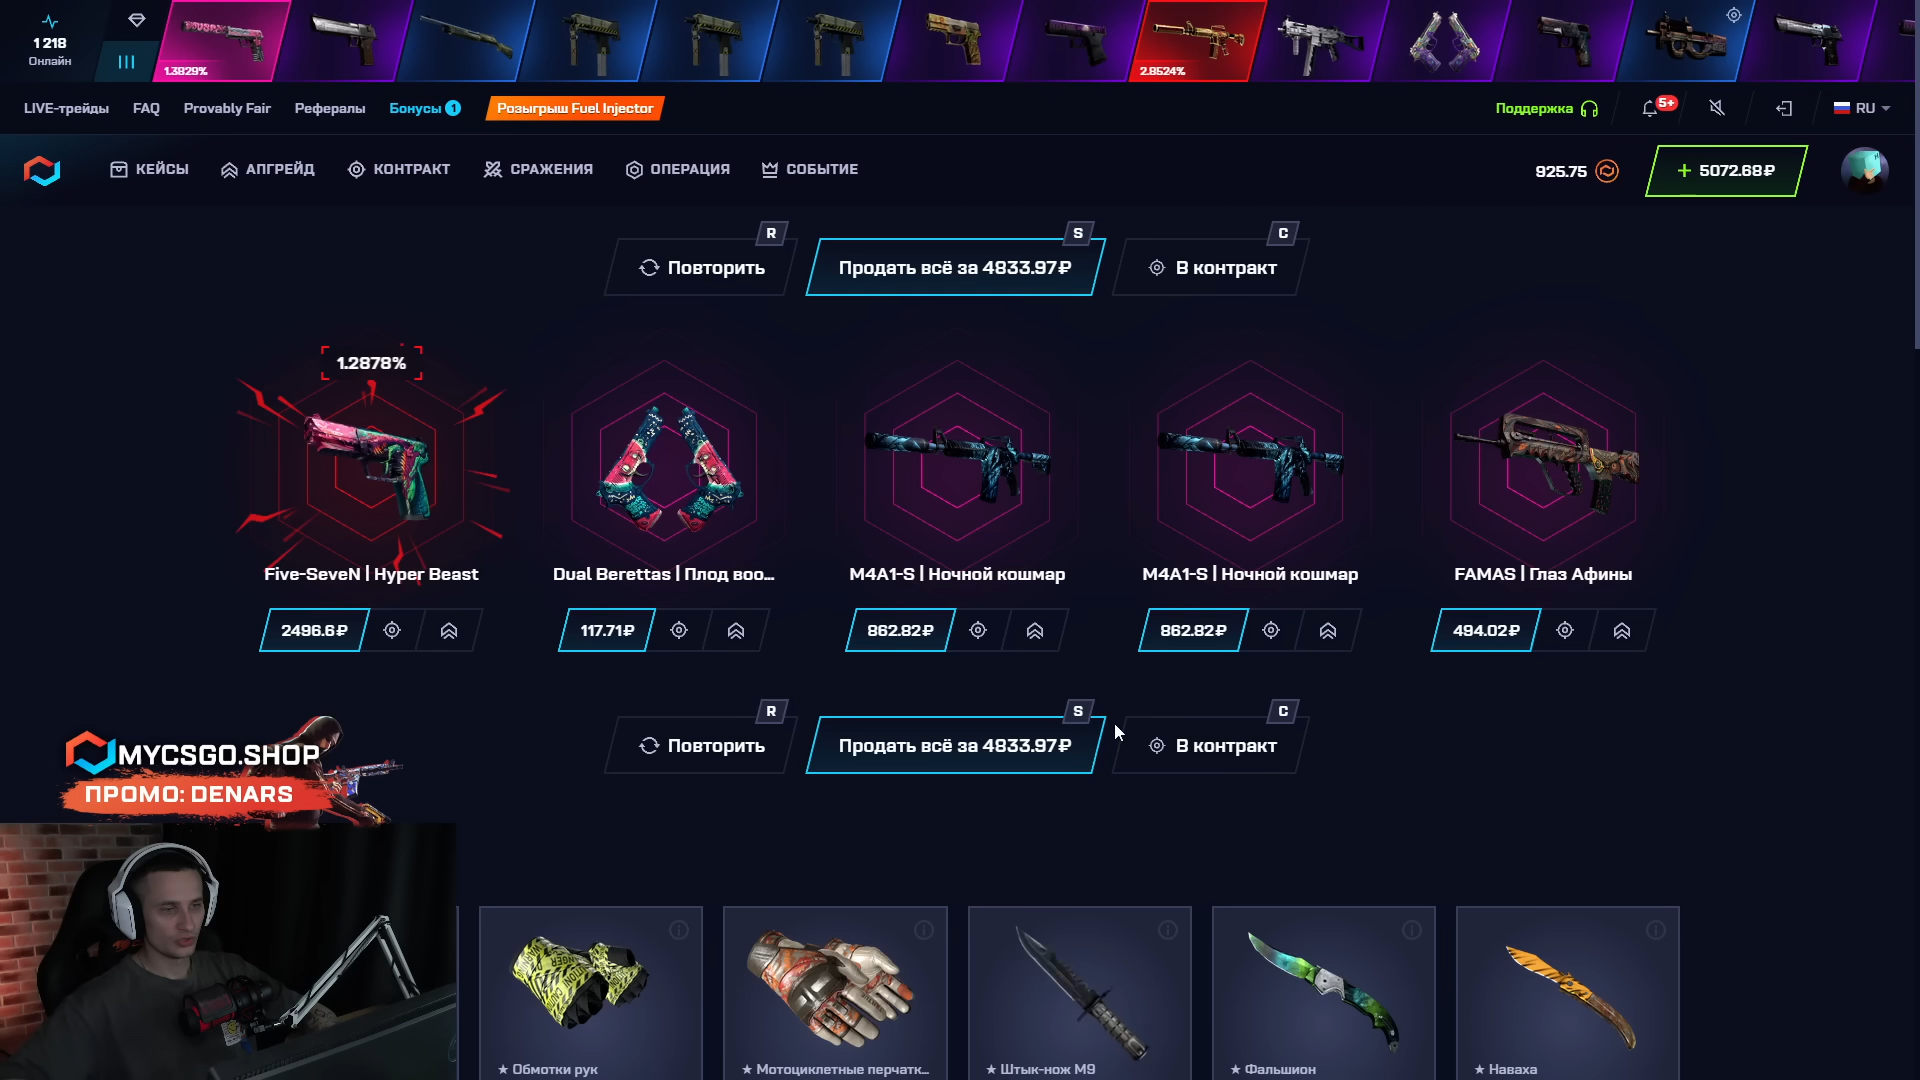 1 218
Онлайн
1.3829%
2.8524%
LIVE-трейды
FAQ
Provably Fair
Рефералы
Бонусы 1
Розыгрыш Fuel Injector
Поддержка
5+
RU
КЕЙСЫ
АПГРЕЙД
КОНТРАКТ
СРАЖЕНИЯ
ОПЕРАЦИЯ
СОБЫТИЕ
925.75
+ 5072.68₽
R
S
C
Повторить
Продать всё за 4833.97₽
В контракт
1.2878%
Five-SeveN | Hyper Beast
Dual Berettas | Плод воо...
M4A1-S | Ночной кошмар
M4A1-S | Ночной кошмар
FAMAS | Глаз Афины
2496.6₽
117.71₽
862.82₽
862.82₽
494.02₽
R
S
C
Повторить
Продать всё за 4833.97₽
В контракт
MYCSGO.SHOP
ПРОМО: DENARS
★ Обмотки рук
★ Мотоциклетные перчатк...
★ Штык-нож M9
★ Фальшион
★ Наваха